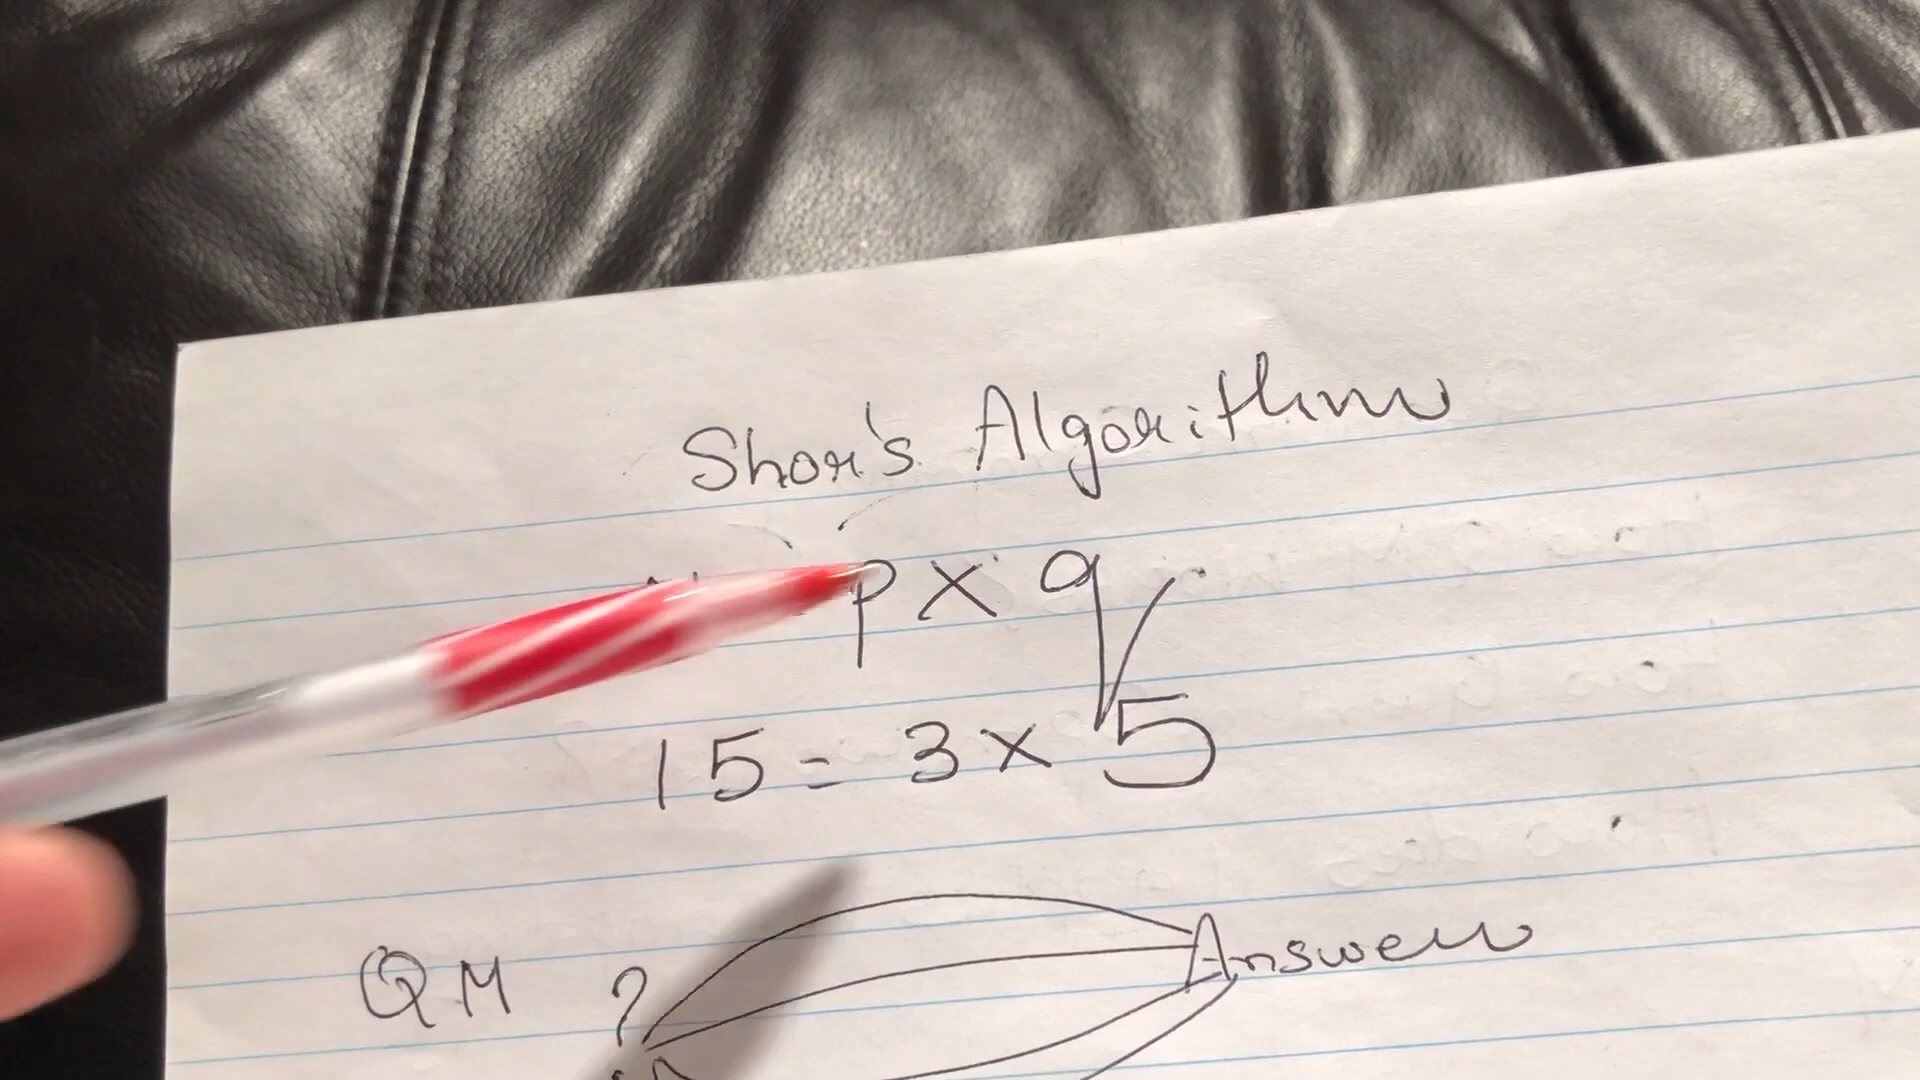 Shor's Algorithm
p x q
15 = 3 x 5
QM ? Answer